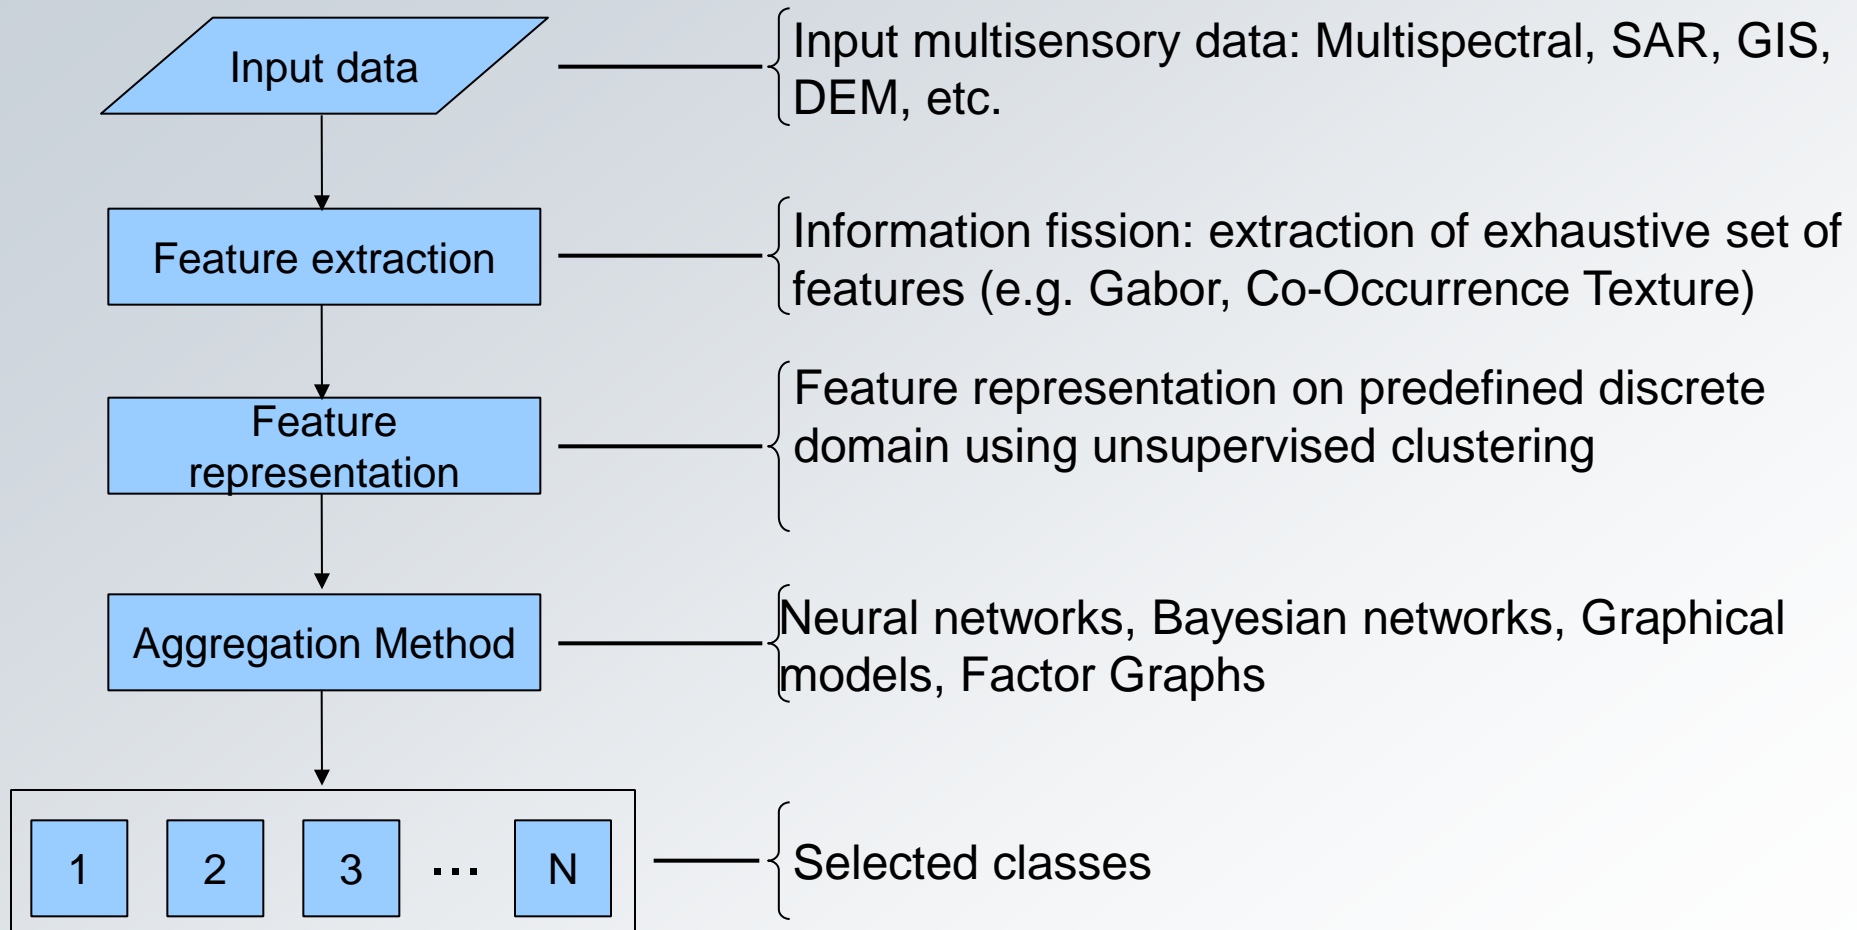 Input data
Input multisensory data: Multispectral, SAR, GIS,
DEM, etc.
Feature extraction
Information fission: extraction of exhaustive set of
features (e.g. Gabor, Co-Occurrence Texture)
Feature
representation
Feature representation on predefined discrete
domain using unsupervised clustering
Aggregation Method
Neural networks, Bayesian networks, Graphical
models, Factor Graphs
1 2 3 ... N
Selected classes